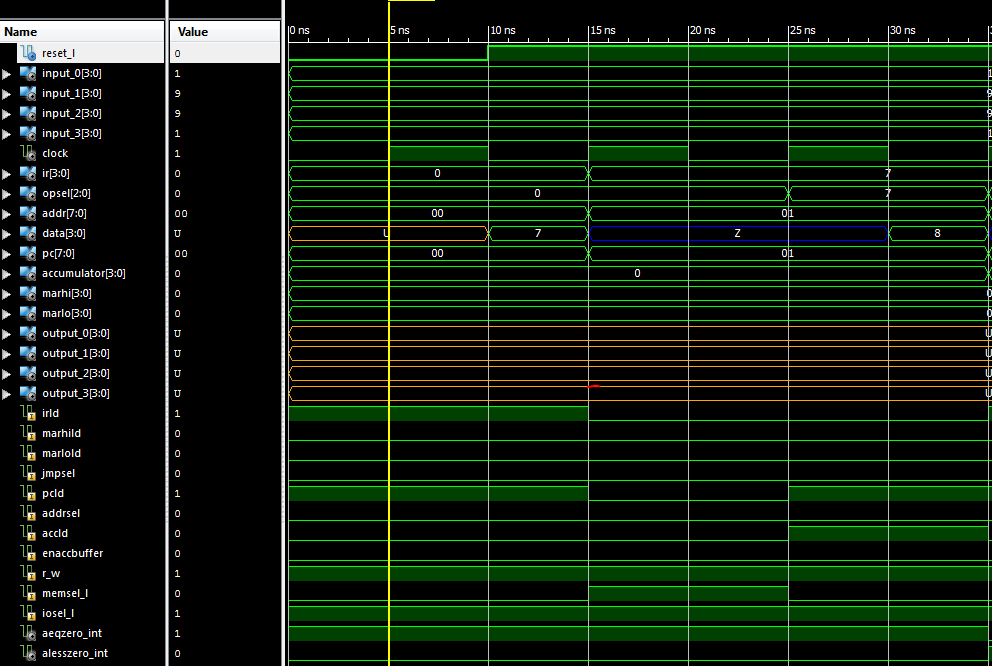 Name Value 0 ns 5 ns 10 ns 15 ns 20 ns 25 ns 30 ns
reset_l 0
input_0[3:0] 1 1
input_1[3:0] 9 9
input_2[3:0] 9 9
input_3[3:0] 1 1
clock 1
ir[3:0] 0 0 7
opsel[2:0] 0 0 7
addr[7:0] 00 00 01
data[3:0] U U 7 Z 8
pc[7:0] 00 00 01
accumulator[3:0] 0 0
marhi[3:0] 0 0
marlo[3:0] 0 0
output_0[3:0] U U
output_1[3:0] U U
output_2[3:0] U U
output_3[3:0] U U
irld 1
marhild 0
marlold 0
jmpsel 0
pcld 1
addrsel 0
accld 0
enaccbuffer 0
r_w 1
memsel_l 0
iosel_l 1
aeqzero_int 1
alesszero_int 0